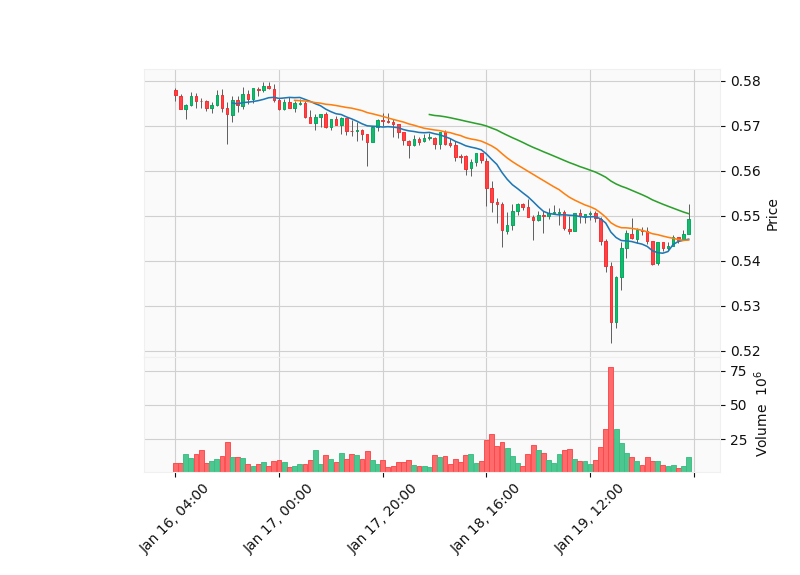 0.58
0.57
0.56
0.55
0.54
0.53
0.52
Price
75
50
25
Volume 10^6
Jan 16, 04:00
Jan 17, 00:00
Jan 17, 20:00
Jan 18, 16:00
Jan 19, 12:00